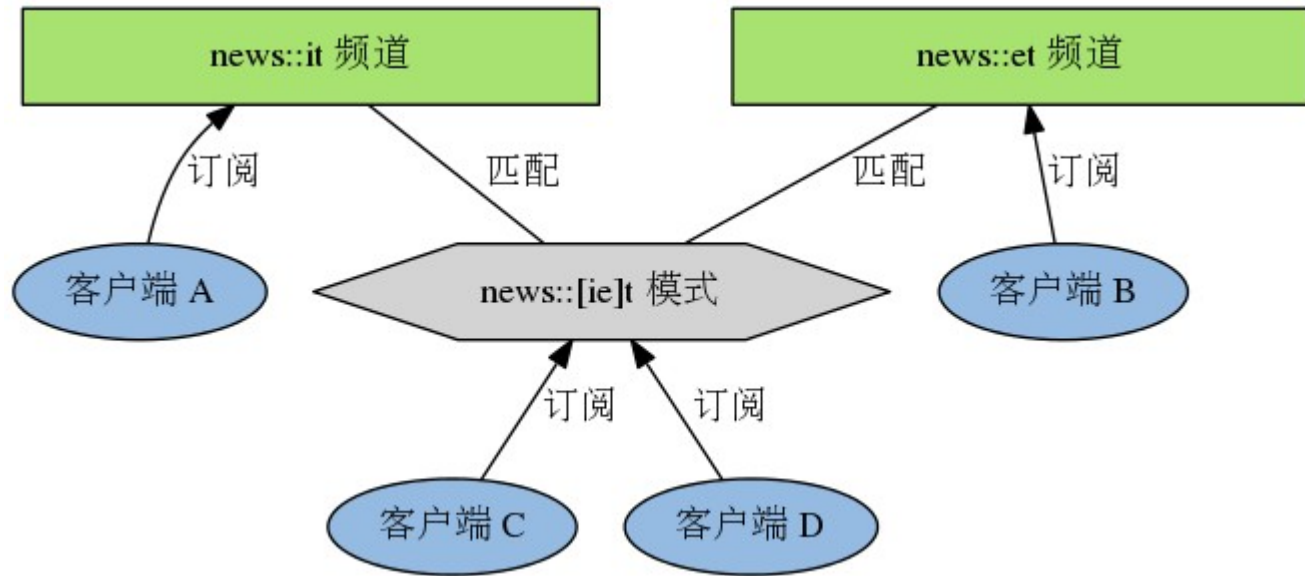 news::it 频道
news::et 频道
订阅
匹配
匹配
订阅
客户端 A
news::[ie]t 模式
客户端 B
订阅
订阅
客户端 C
客户端 D